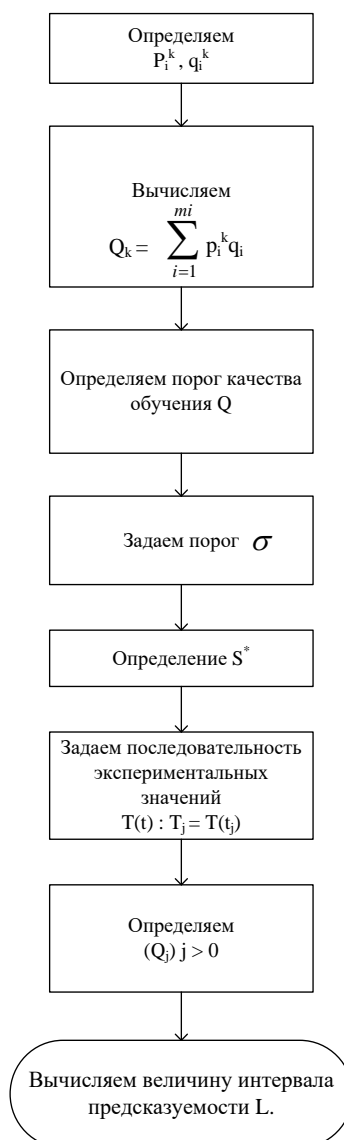 Определяем
P_i^k, q_i^k
Вычисляем
Q_k = \sum_{i=1}^{mi} p_i^k q_i
Определяем порог качества
обучения Q
Задаем порог σ
Определение S^*
Задаем последовательность
экспериментальных
значений
T(t) : T_j = T(t_j)
Определяем
(Q_j) j > 0
Вычисляем величину интервала
предсказуемости L.